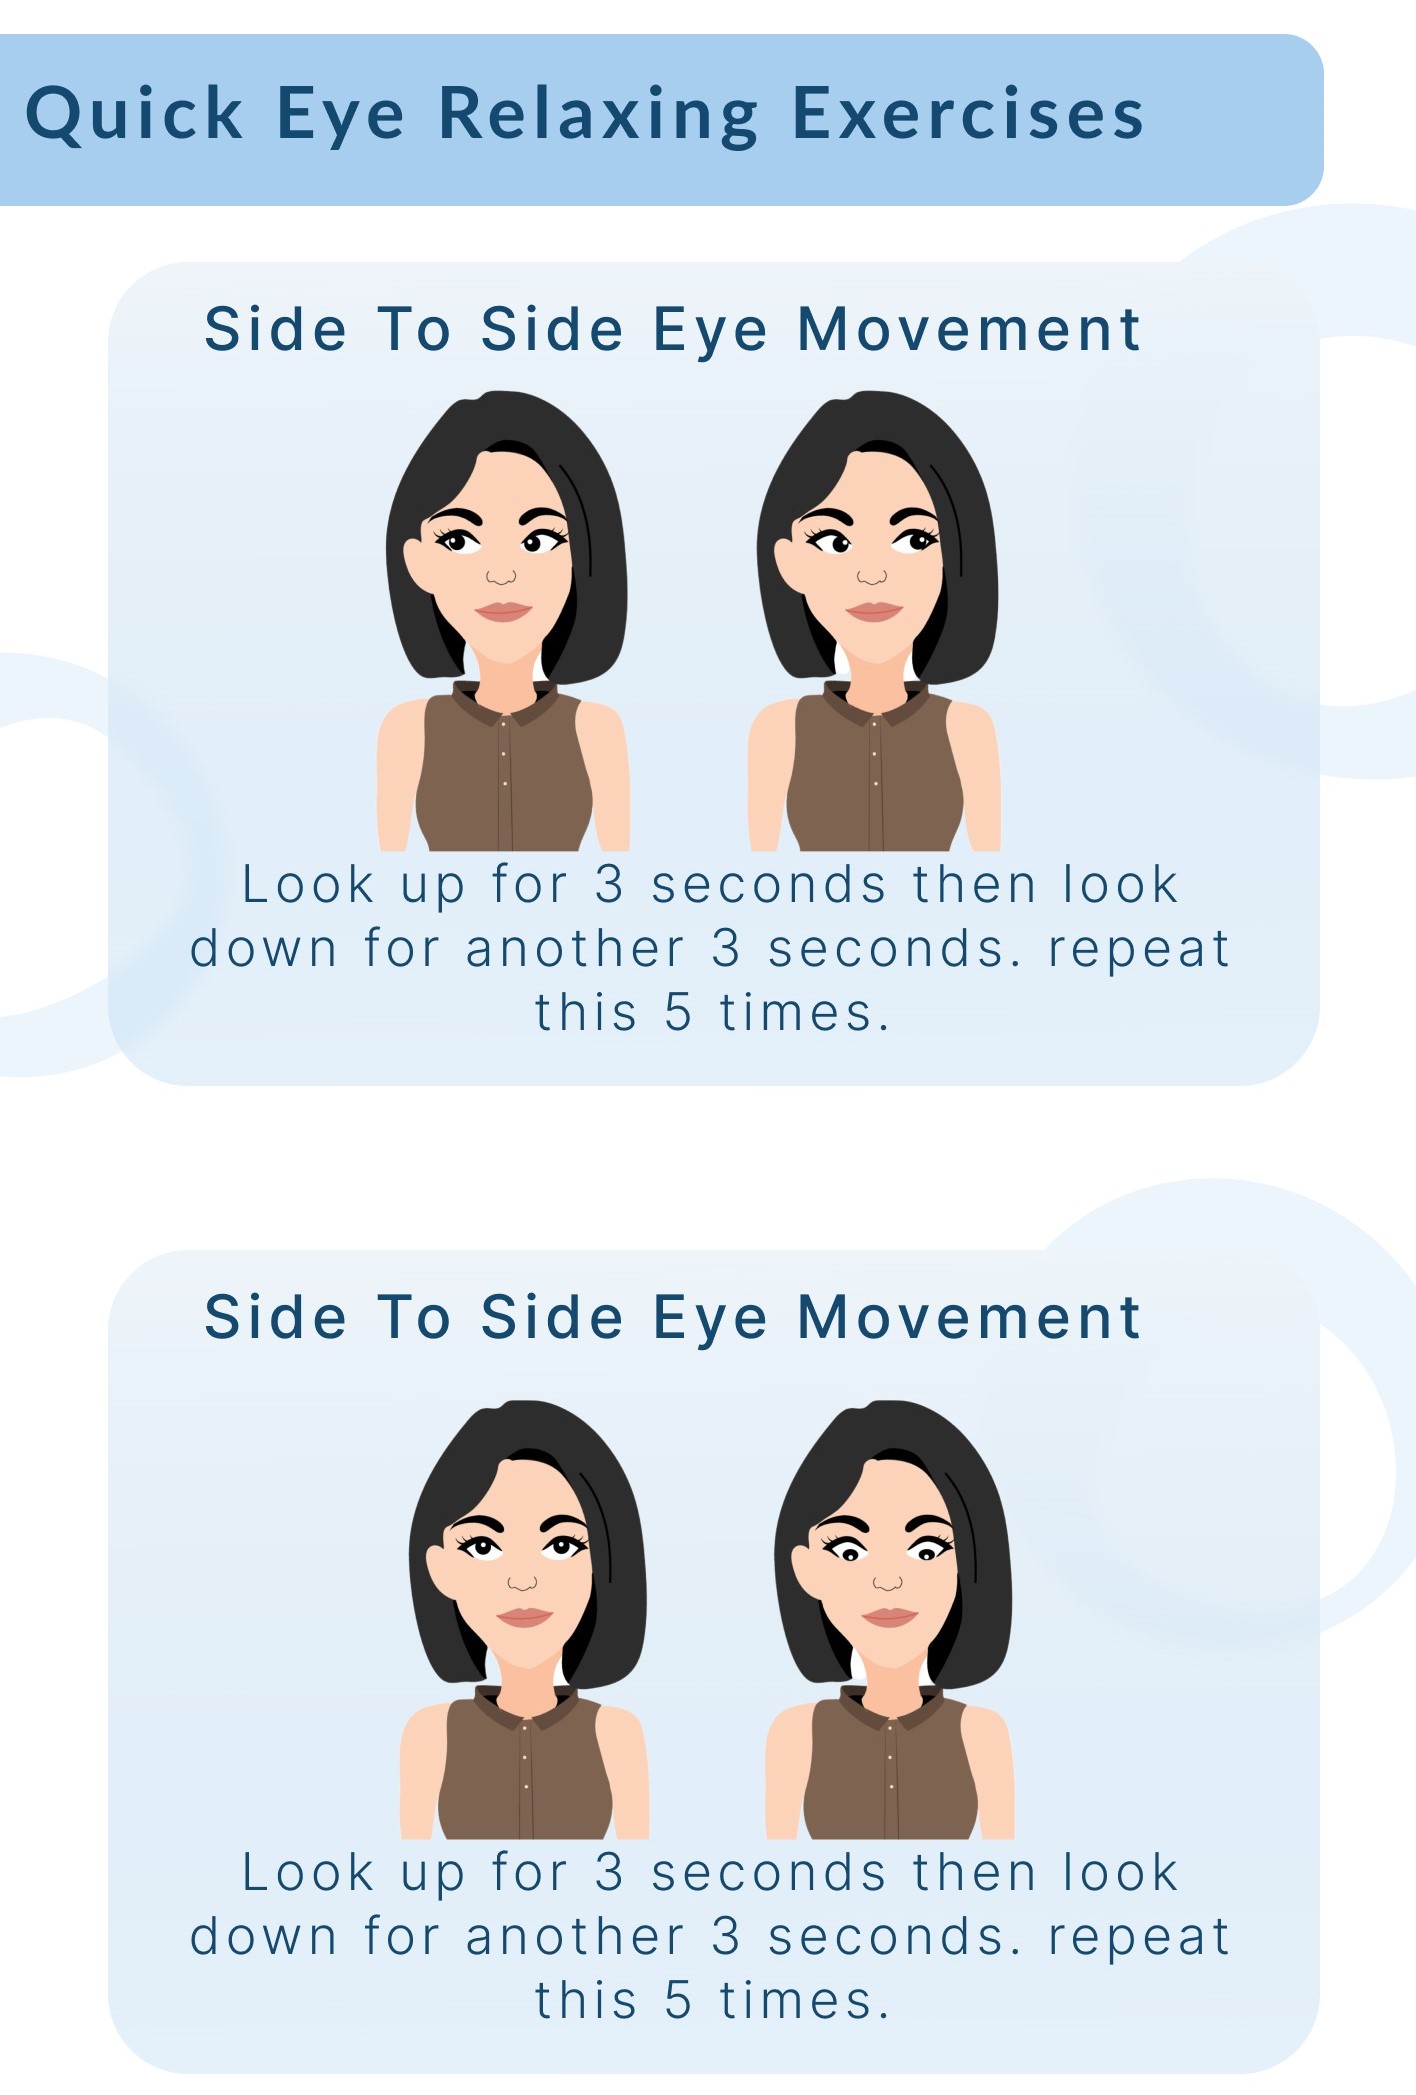 Quick Eye Relaxing Exercises
Side To Side Eye Movement
Look up for 3 seconds then look
down for another 3 seconds. repeat
this 5 times.
Side To Side Eye Movement
Look up for 3 seconds then look
down for another 3 seconds. repeat
this 5 times.